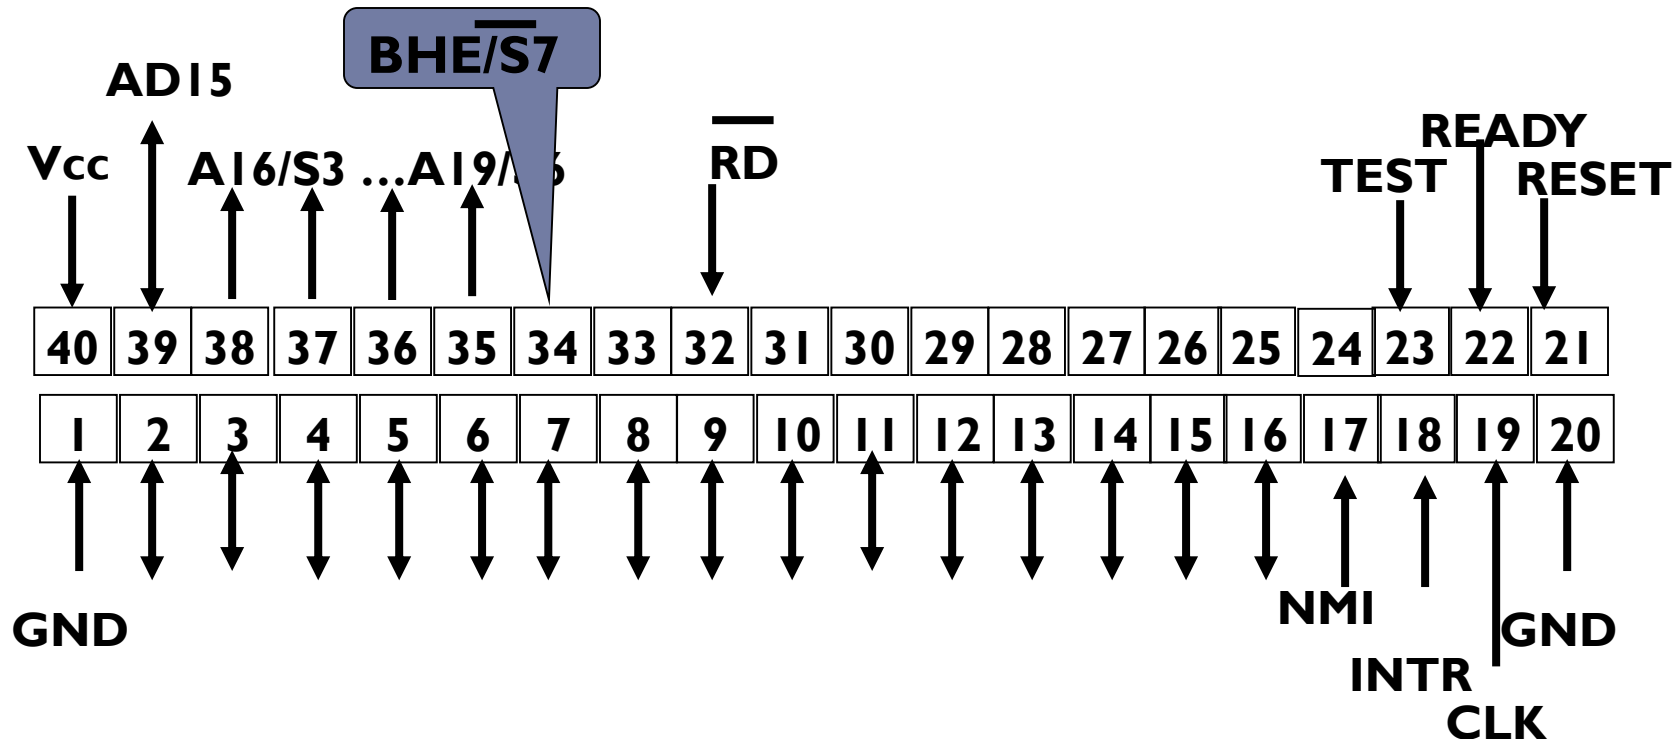 BHE/S7
AD15
Vcc
A16/S3 ...A19/S6
RD
READY
TEST
RESET
40 39 38 37 36 35 34 33 32 31 30 29 28 27 26 25 24 23 22 21
1 2 3 4 5 6 7 8 9 10 11 12 13 14 15 16 17 18 19 20
NMI
GND
GND
INTR
CLK